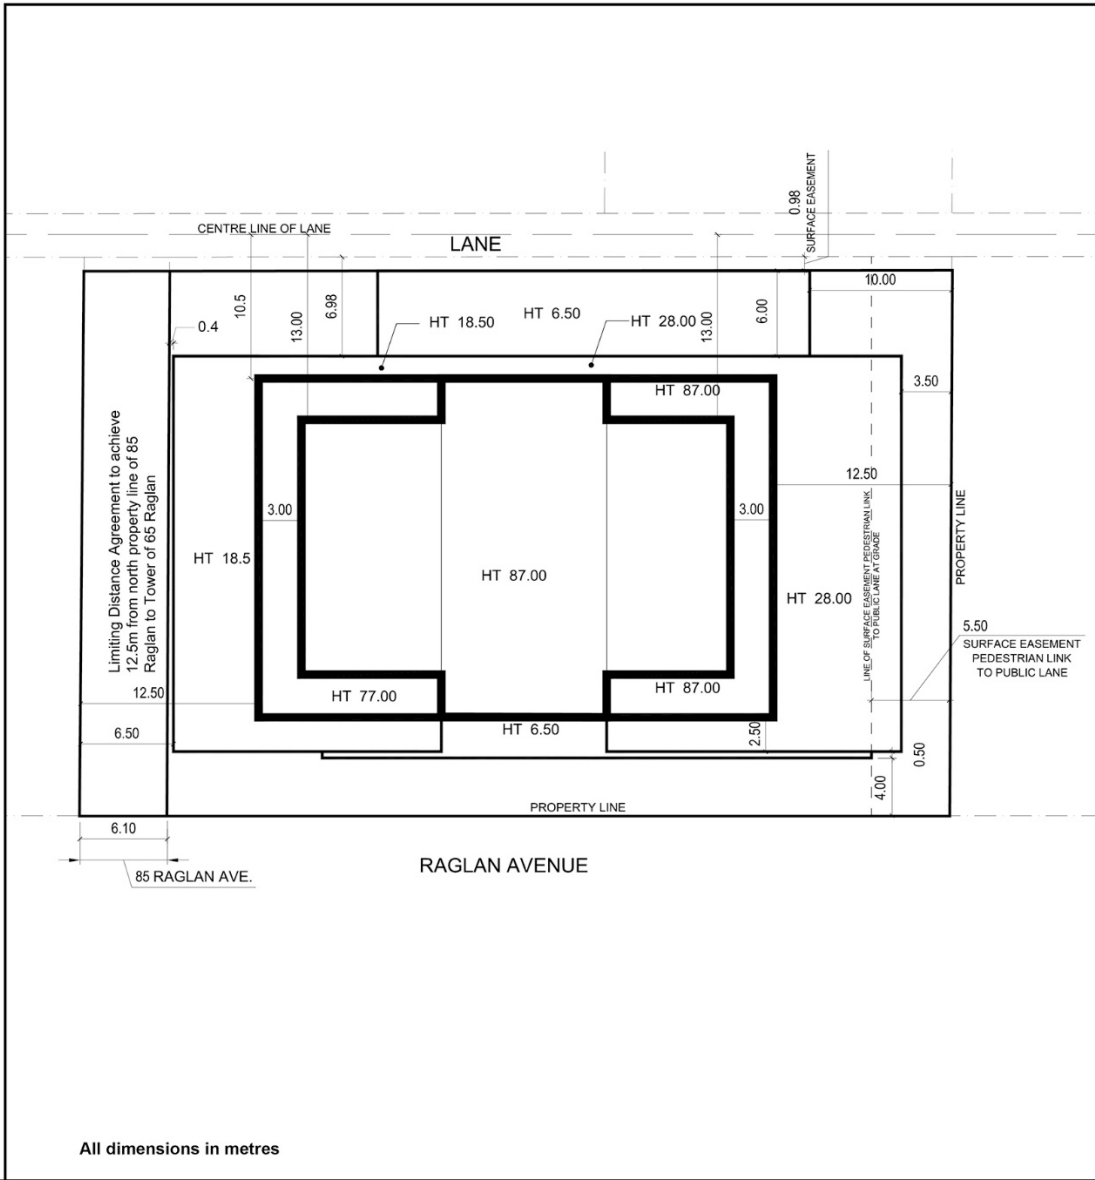 0.98
SURFACE EASEMENT
CENTRE LINE OF LANE
LANE
10.00
10.5
13.00
6.98
HT 18.50
HT 6.50
HT 28.00
13.00
6.00
0.4
HT 87.00
3.50
12.50
Limiting Distance Agreement to achieve
12.5m from north property line of 85
Raglan to Tower of 65 Raglan
3.00
3.00
HT 18.5
HT 87.00
HT 28.00
LINE OF SURFACE EASEMENT PEDESTRIAN LINK
TO PUBLIC LANE AT GRADE
PROPERTY LINE
5.50
SURFACE EASEMENT
PEDESTRIAN LINK
TO PUBLIC LANE
12.50
HT 77.00
HT 87.00
6.50
HT 6.50
2.50
0.50
4.00
PROPERTY LINE
6.10
85 RAGLAN AVE.
RAGLAN AVENUE
All dimensions in metres